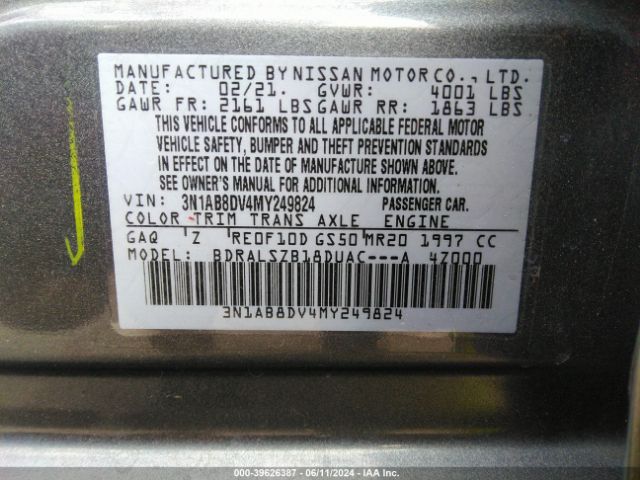 MANUFACTURED BY NISSAN MOTOR CO., LTD.
DATE: 02/21. GVWR: 4001 LBS
GAWR FR: 2161 LBS GAWR RR: 1863 LBS
THIS VEHICLE CONFORMS TO ALL APPLICABLE FEDERAL MOTOR
VEHICLE SAFETY, BUMPER AND THEFT PREVENTION STANDARDS
IN EFFECT ON THE DATE OF MANUFACTURE SHOWN ABOVE.
SEE OWNER'S MANUAL FOR ADDITIONAL INFORMATION.
VIN: 3N1AB8DV4MY249824 PASSENGER CAR.
COLOR TRIM TRANS AXLE ENGINE
GAQ Z RE0F10D GS50 MR20 1997 CC
MODEL: BDRALSZB18DUAC---A 4Z000
3N1AB8DV4MY249824
000-39626387 - 06/11/2024 - IAA Inc.